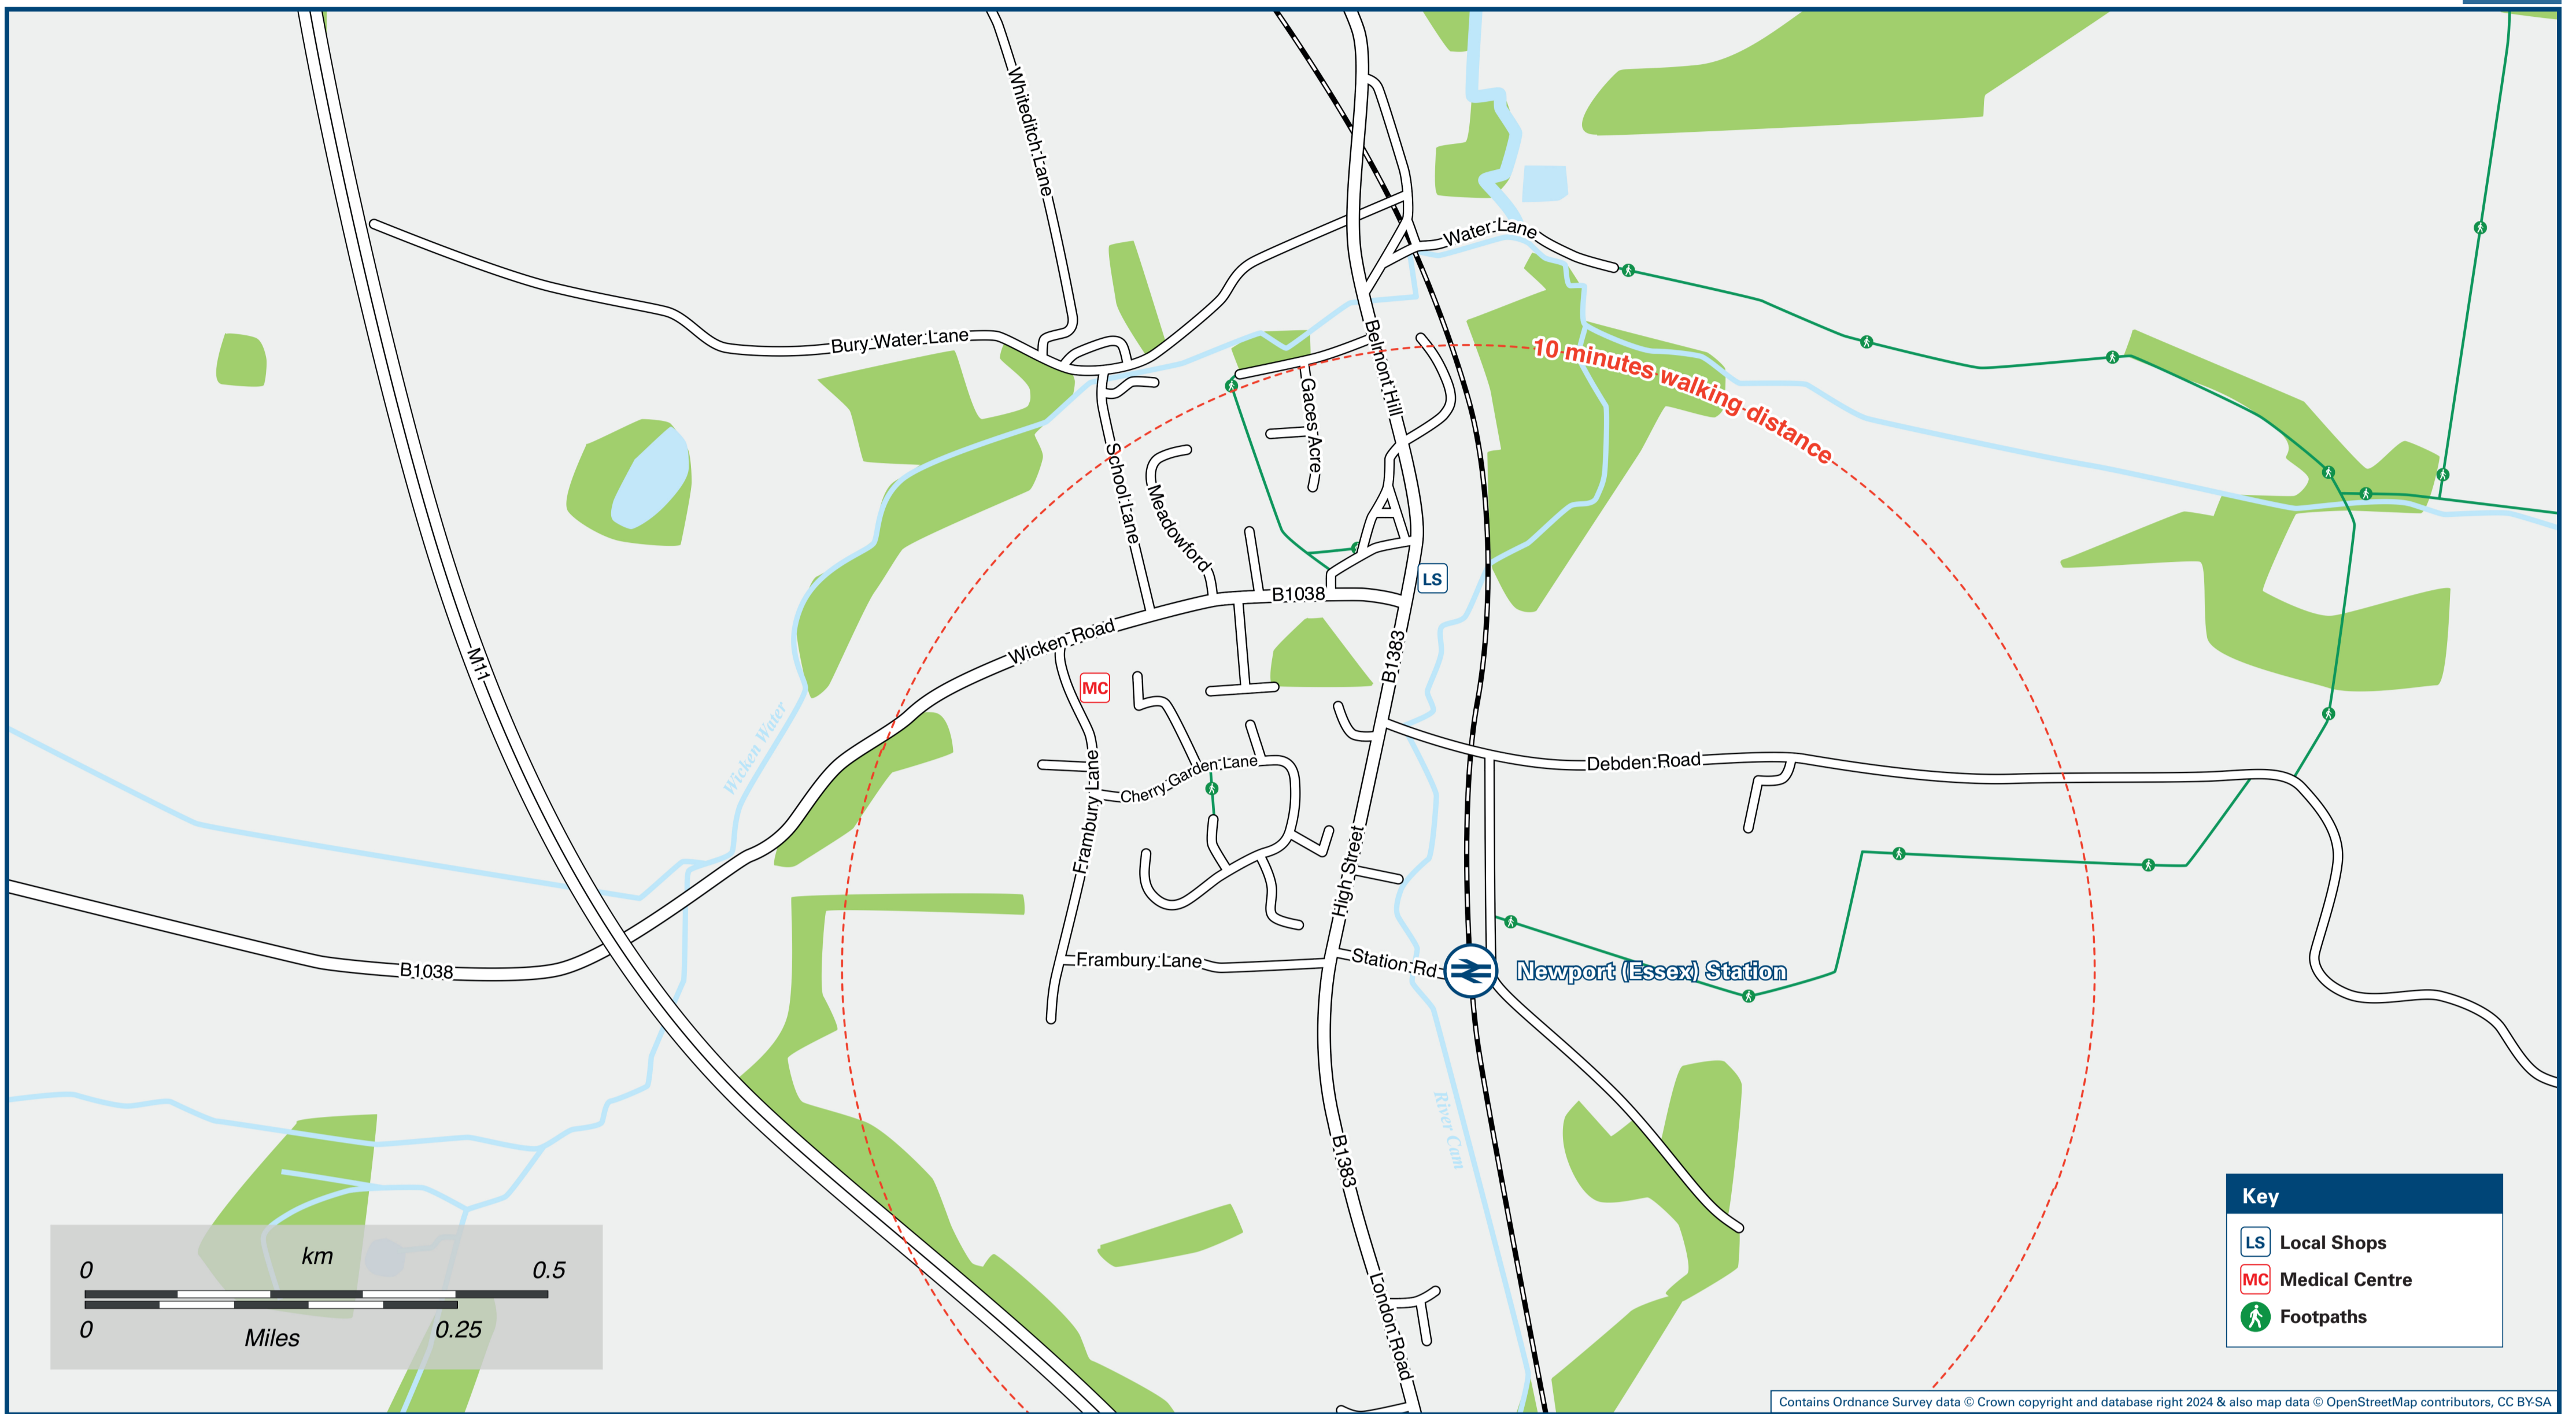 Whiteditch Lane
Water Lane
Bury Water Lane
Belmont Hill
10 minutes walking distance
Gaces Acre
School Lane
Meadowford
LS
B1038
Wicken Road
B1383
M11
MC
Wicken Water
Debden Road
Cherry Garden Lane
Frambury Lane
High Street
B1038
Frambury Lane
Station Rd
Newport (Essex) Station
River Cam
B1383
London Road
km
0
0.5
0
0.25
Miles
Key
LS Local Shops
MC Medical Centre
Footpaths
Contains Ordnance Survey data © Crown copyright and database right 2024 & also map data © OpenStreetMap contributors, CC BY-SA